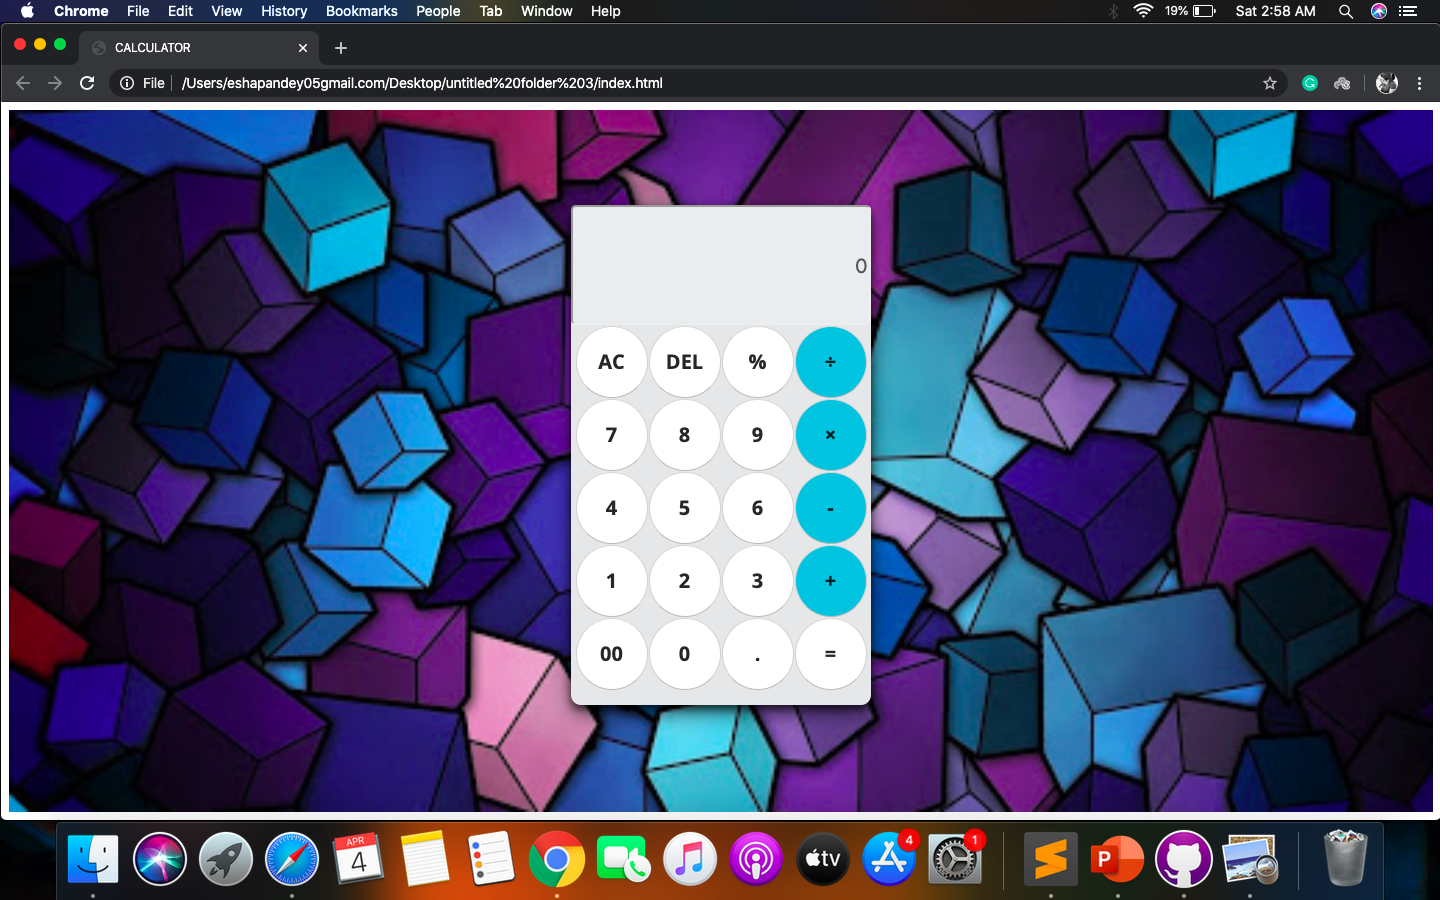 Chrome File Edit View History Bookmarks People Tab Window Help 19% Sat 2:58 AM
CALCULATOR
File /Users/eshapandey05gmail.com/Desktop/untitled%20folder%203/index.html
0
AC DEL % ÷
7 8 9 ×
4 5 6 -
1 2 3 +
00 0 . =
APR
4
P
tv
4
1